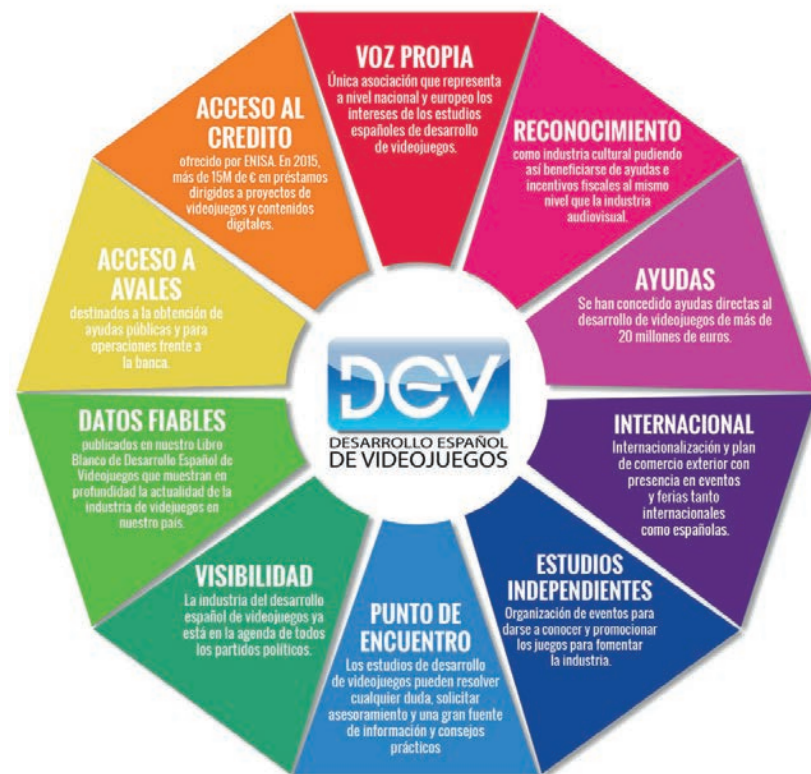 VOZ PROPIA
Única asociación que representa
a nivel nacional y europeo los
intereses de los estudios
españoles de desarrollo
de videojuegos.
RECONOCIMIENTO
como industria cultural pudiendo
así beneficiarse de ayudas e
incentivos fiscales al mismo
nivel que la industria
audiovisual.
AYUDAS
Se han concedido ayudas directas al
desarrollo de videojuegos de más de
20 millones de euros.
INTERNACIONAL
Internacionalización y plan
de comercio exterior con
presencia en eventos
y ferias tanto
internacionales
como españolas.
ESTUDIOS
INDEPENDIENTES
Organización de eventos para
darse a conocer y promocionar
los juegos para fomentar
la industria.
PUNTO DE
ENCUENTRO
Los estudios de desarrollo
de videojuegos pueden resolver
cualquier duda, solicitar
asesoramiento y una gran fuente
de información y consejos
prácticos
VISIBILIDAD
La industria del desarrollo
español de videojuegos ya
está en la agenda de todos
los partidos políticos.
DATOS FIABLES
publicados en nuestro Libro
Blanco de Desarrollo Español de
Videojuegos que muestran en
profundidad la actualidad de la
industria de videjuegos en
nuestro país.
ACCESO A
AVALES
destinados a la obtención de
ayudas públicas y para
operaciones frente a
la banca.
ACCESO AL
CREDITO
ofrecido por ENISA. En 2015,
más de 15M de € en préstamos
dirigidos a proyectos de
videojuegos y contenidos
digitales.
DEV
DESARROLLO ESPAÑOL
DE VIDEOJUEGOS